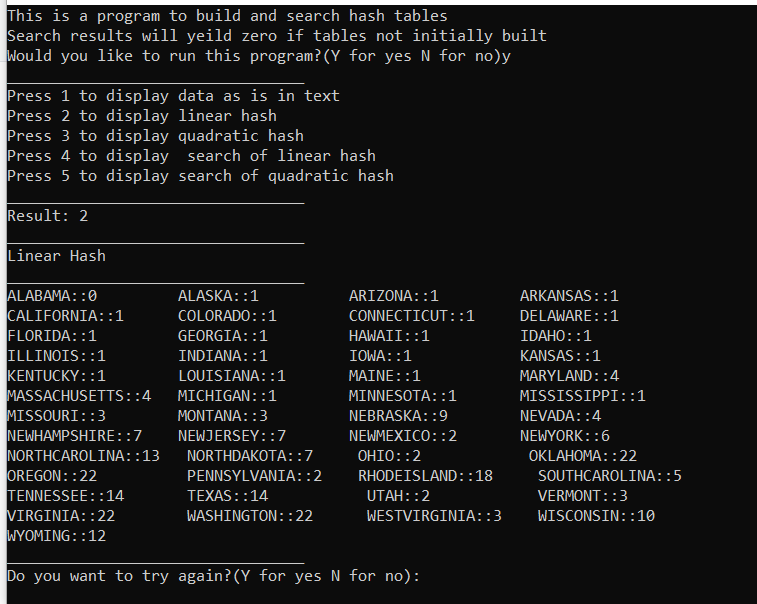 This is a program to build and search hash tables
Search results will yeild zero if tables not initially built
Would you like to run this program?(Y for yes N for no)y
_________________________________
Press 1 to display data as is in text
Press 2 to display linear hash
Press 3 to display quadratic hash
Press 4 to display  search of linear hash
Press 5 to display search of quadratic hash
_________________________________
Result: 2
_________________________________
Linear Hash
_________________________________
ALABAMA::0         ALASKA::1          ARIZONA::1         ARKANSAS::1
CALIFORNIA::1      COLORADO::1        CONNECTICUT::1     DELAWARE::1
FLORIDA::1         GEORGIA::1         HAWAII::1          IDAHO::1
ILLINOIS::1        INDIANA::1         IOWA::1            KANSAS::1
KENTUCKY::1        LOUISIANA::1       MAINE::1           MARYLAND::4
MASSACHUSETTS::4   MICHIGAN::1        MINNESOTA::1       MISSISSIPPI::1
MISSOURI::3        MONTANA::3         NEBRASKA::9        NEVADA::4
NEWHAMPSHIRE::7    NEWJERSEY::7       NEWMEXICO::2       NEWYORK::6
NORTHCAROLINA::13   NORTHDAKOTA::7     OHIO::2            OKLAHOMA::22
OREGON::22          PENNSYLVANIA::2    RHODEISLAND::18     SOUTHCAROLINA::5
TENNESSEE::14       TEXAS::14           UTAH::2            VERMONT::3
VIRGINIA::22        WASHINGTON::22      WESTVIRGINIA::3    WISCONSIN::10
WYOMING::12
_________________________________
Do you want to try again?(Y for yes N for no):